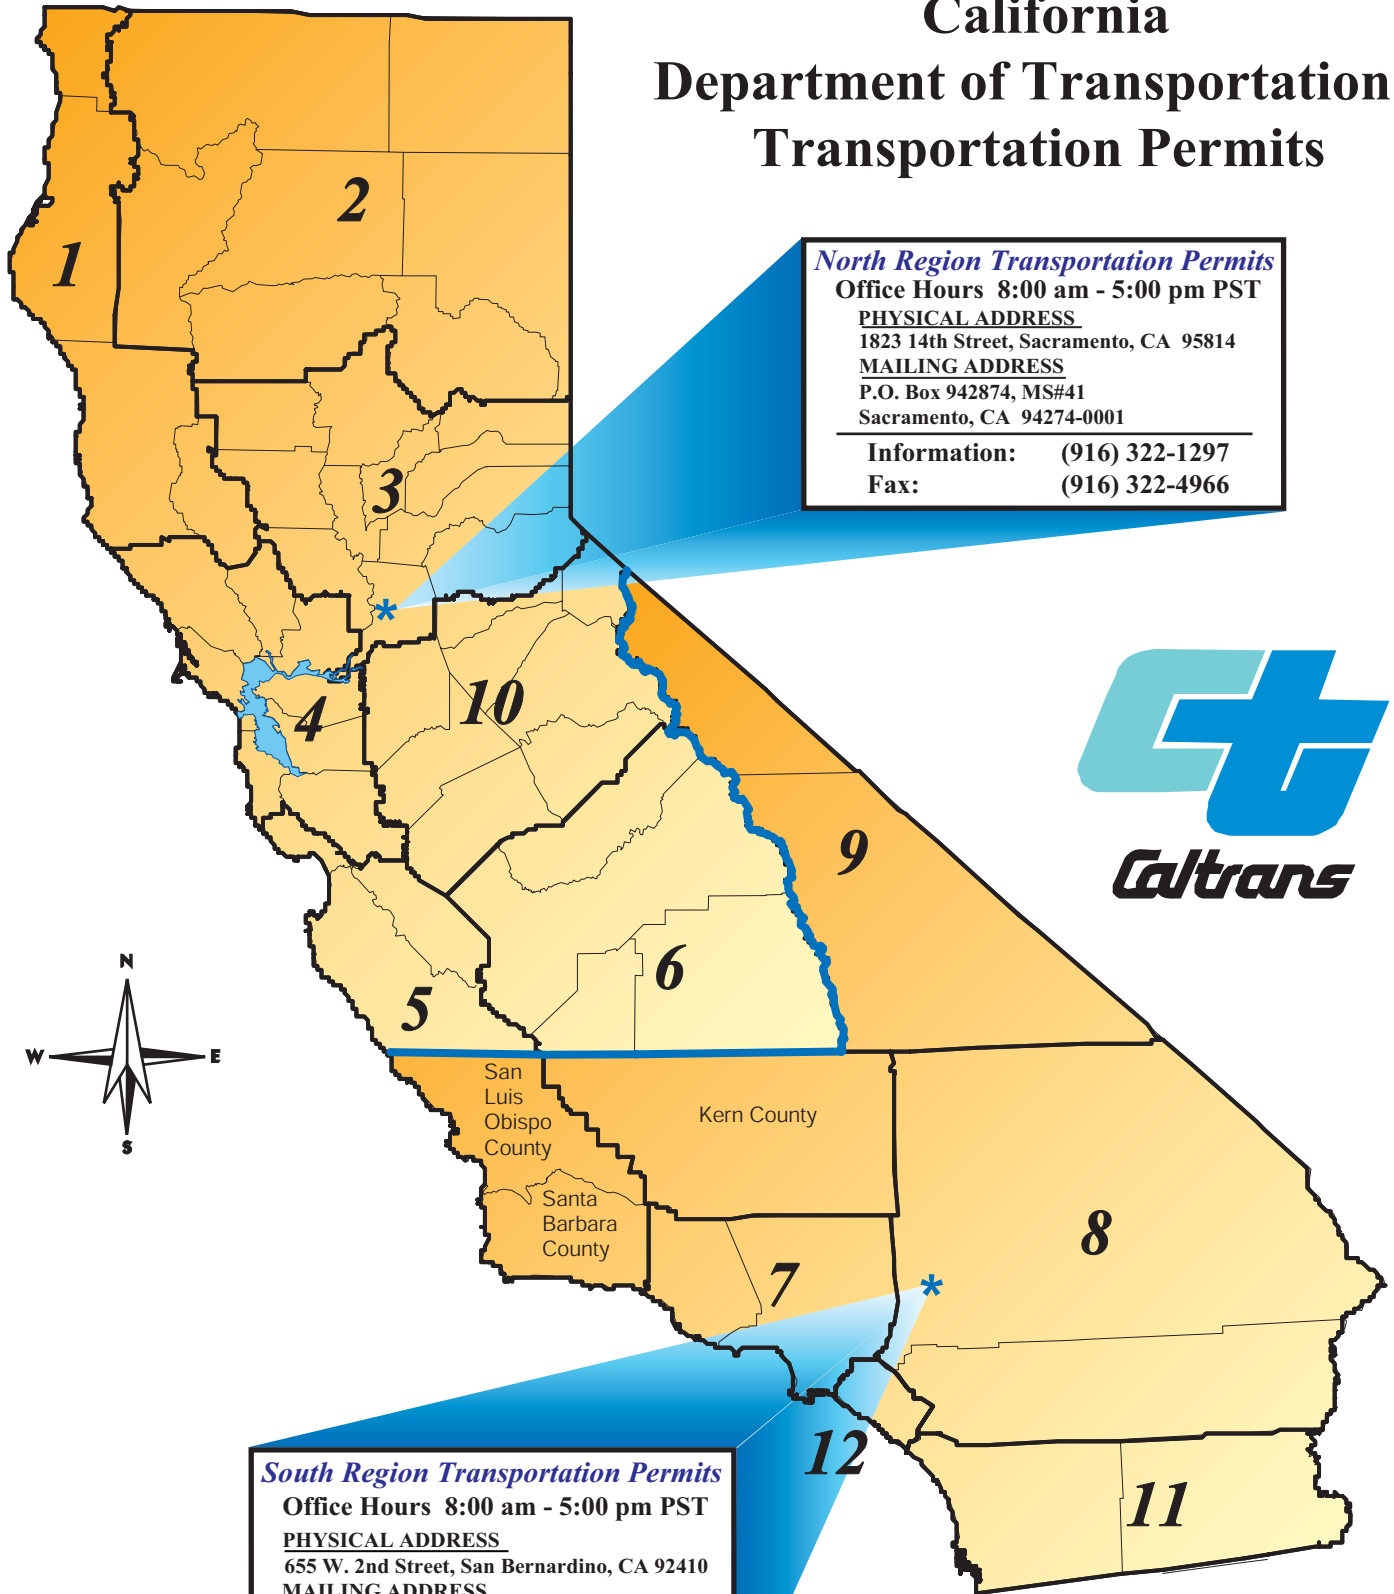 California
Department of Transportation
Transportation Permits
North Region Transportation Permits
Office Hours 8:00 am - 5:00 pm PST
PHYSICAL ADDRESS
1823 14th Street, Sacramento, CA 95814
MAILING ADDRESS
P.O. Box 942874, MS#41
Sacramento, CA 94274-0001
Information: (916) 322-1297
Fax: (916) 322-4966
1
2
3
*
4
10
Caltrans
9
6
5
N
W
E
S
San
Luis
Obispo
County
Kern County
Santa
Barbara
County
8
7
*
12
11
South Region Transportation Permits
Office Hours 8:00 am - 5:00 pm PST
PHYSICAL ADDRESS
655 W. 2nd Street, San Bernardino, CA 92410
MAILING ADDRESS